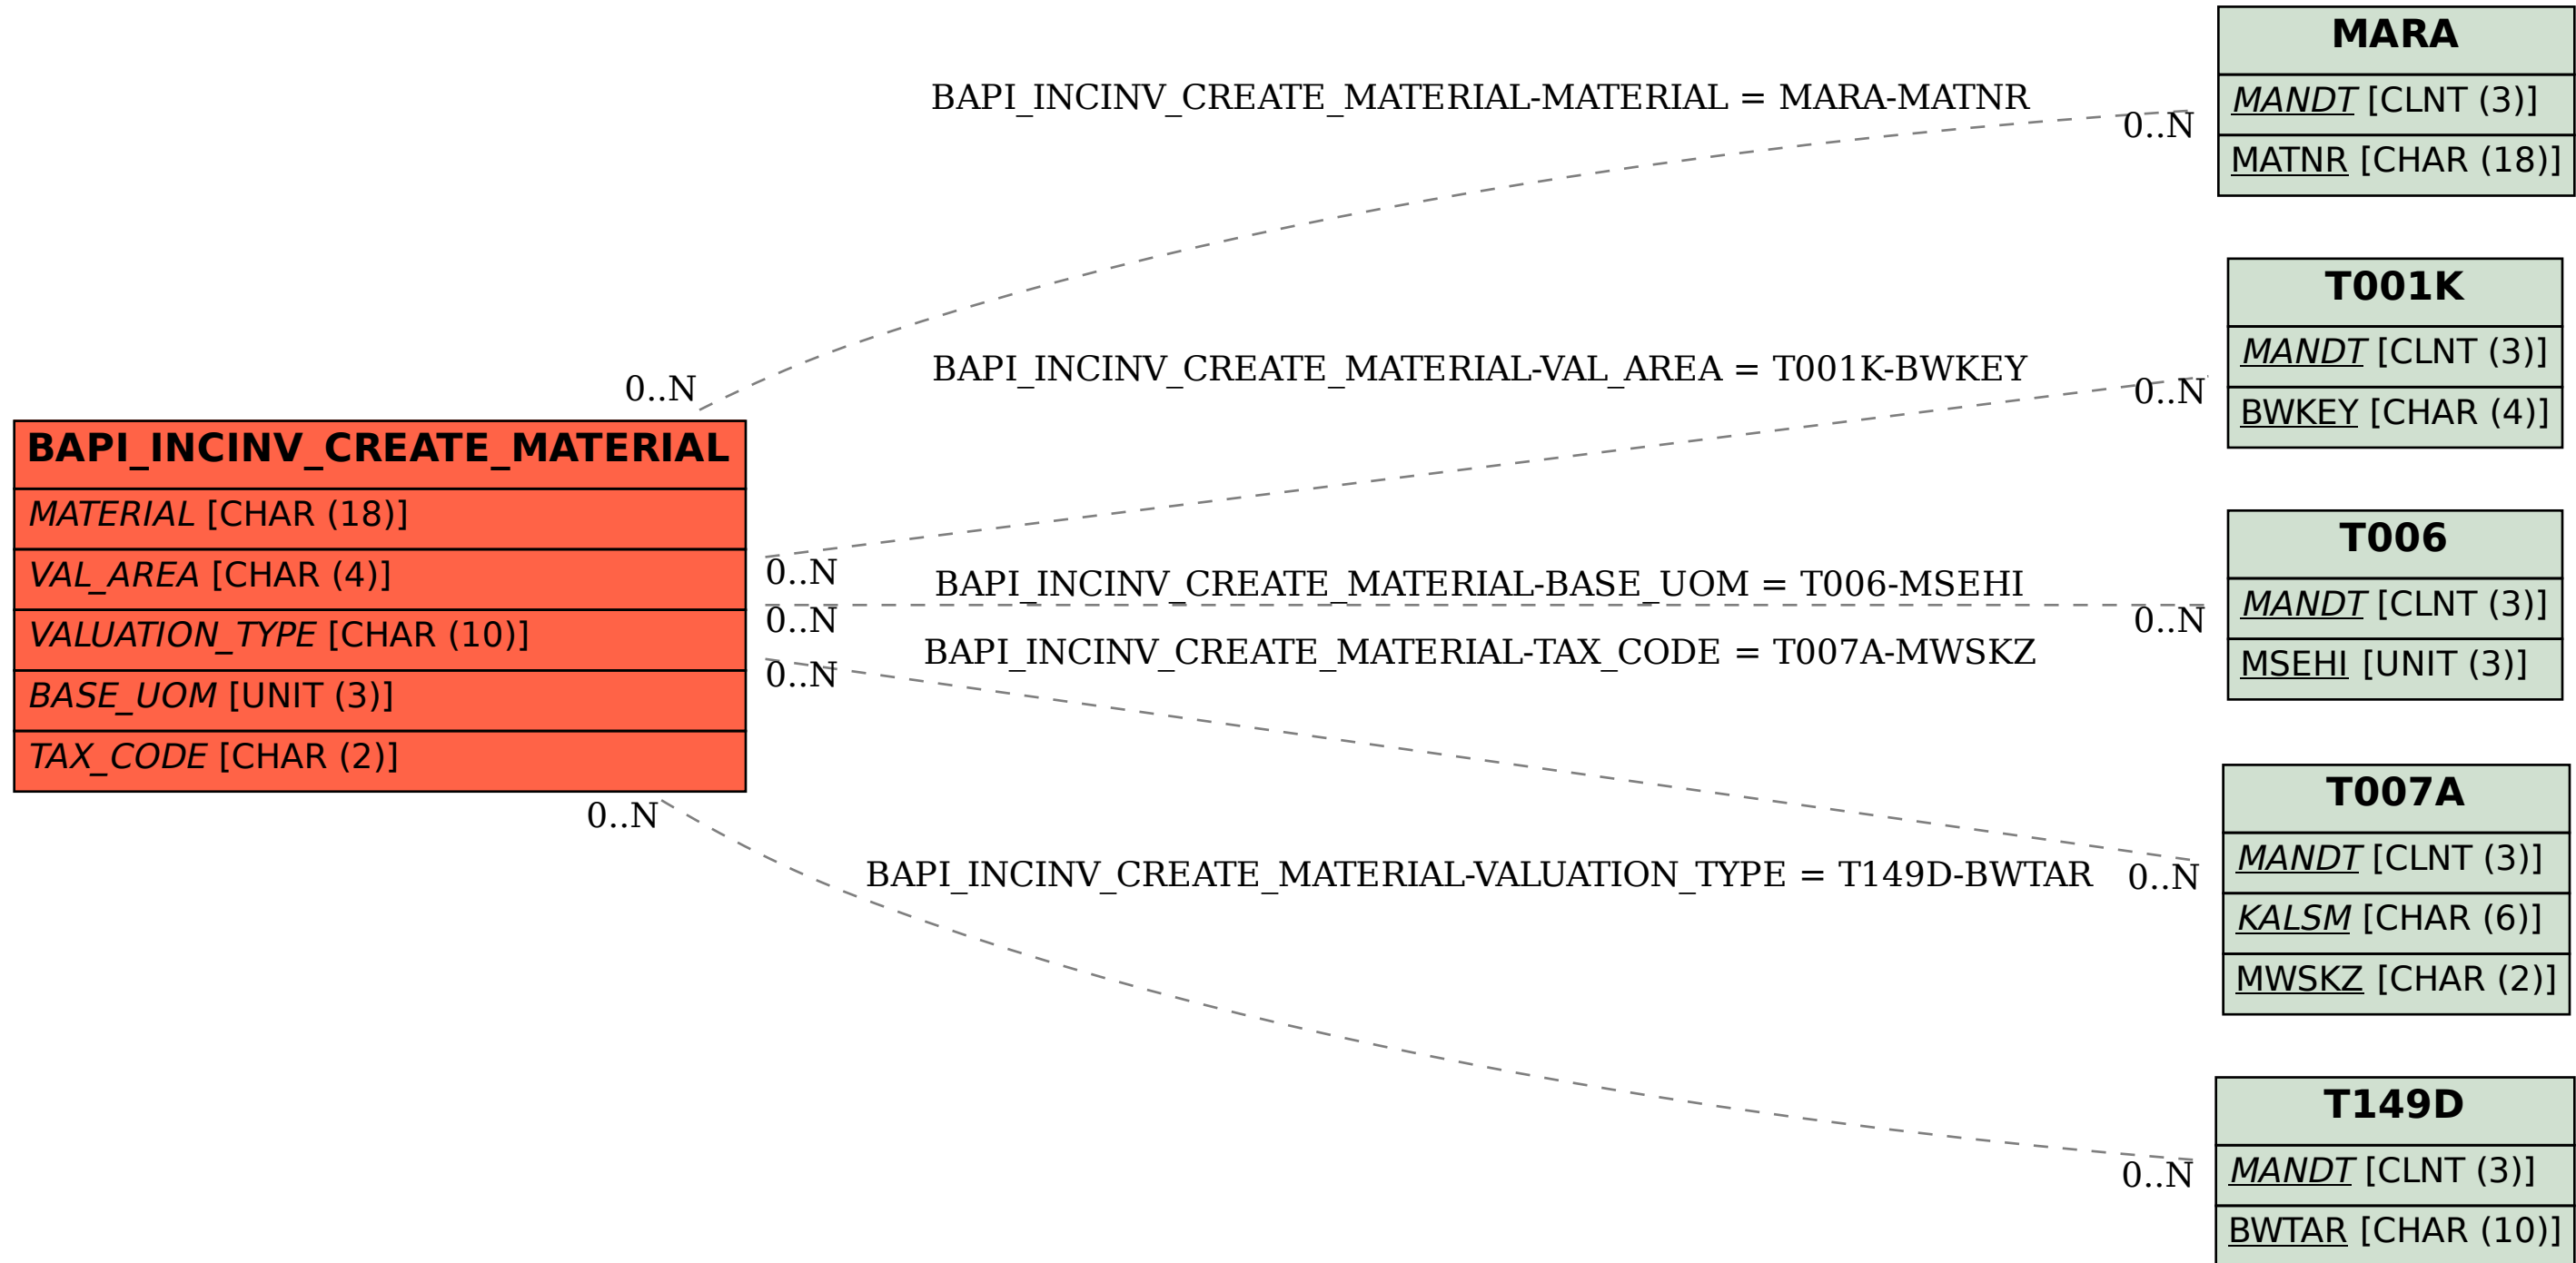 MARA
MANDT [CLNT (3)]
MATNR [CHAR (18)]
BAPI_INCINV_CREATE_MATERIAL-MATERIAL = MARA-MATNR
0..N
0..N
T001K
MANDT [CLNT (3)]
BWKEY [CHAR (4)]
BAPI_INCINV_CREATE_MATERIAL-VAL_AREA = T001K-BWKEY
0..N
0..N
BAPI_INCINV_CREATE_MATERIAL
MATERIAL [CHAR (18)]
VAL_AREA [CHAR (4)]
VALUATION_TYPE [CHAR (10)]
BASE_UOM [UNIT (3)]
TAX_CODE [CHAR (2)]
BAPI_INCINV_CREATE_MATERIAL-BASE_UOM = T006-MSEHI
0..N
0..N
T006
MANDT [CLNT (3)]
MSEHI [UNIT (3)]
BAPI_INCINV_CREATE_MATERIAL-TAX_CODE = T007A-MWSKZ
0..N
0..N
T007A
MANDT [CLNT (3)]
KALSM [CHAR (6)]
MWSKZ [CHAR (2)]
0..N
BAPI_INCINV_CREATE_MATERIAL-VALUATION_TYPE = T149D-BWTAR
0..N
T149D
MANDT [CLNT (3)]
BWTAR [CHAR (10)]